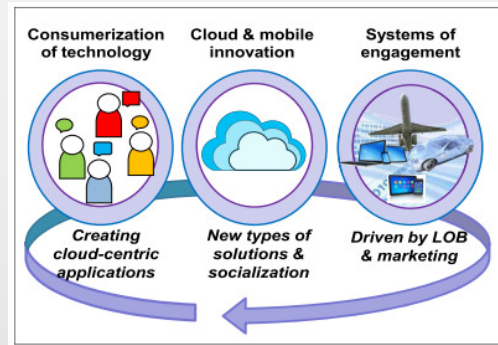 Consumerization
of technology
Cloud & mobile
innovation
Systems of
engagement
Creating
cloud-centric
applications
New types of
solutions &
socialization
Driven by LOB
& marketing